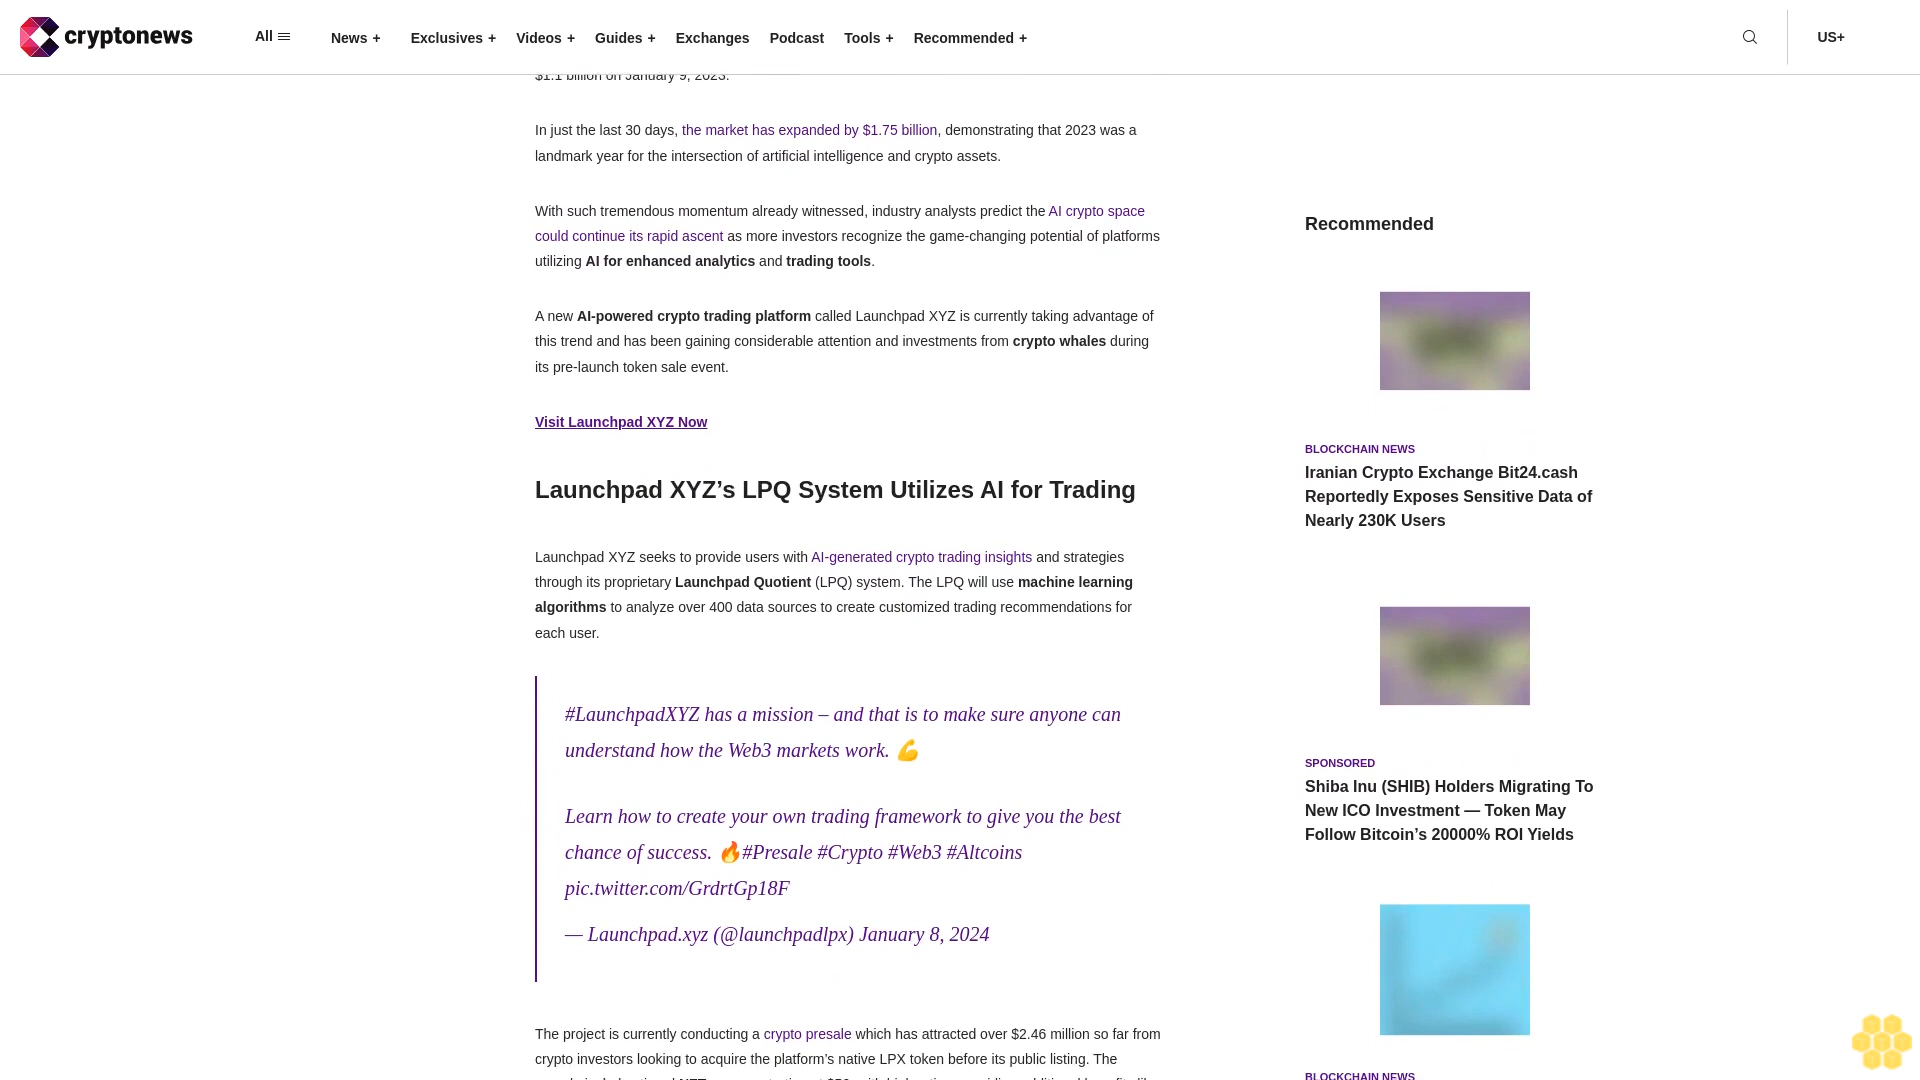 cryptonews
All
News +
Exclusives +
Videos +
Guides +
Exchanges
Podcast
Tools +
Recommended +
US+
$1.1 billion on January 9, 2023.
In just the last 30 days, the market has expanded by $1.75 billion, demonstrating that 2023 was a
landmark year for the intersection of artificial intelligence and crypto assets.
With such tremendous momentum already witnessed, industry analysts predict the AI crypto space
could continue its rapid ascent as more investors recognize the game-changing potential of platforms
utilizing AI for enhanced analytics and trading tools.
A new AI-powered crypto trading platform called Launchpad XYZ is currently taking advantage of
this trend and has been gaining considerable attention and investments from crypto whales during
its pre-launch token sale event.
Visit Launchpad XYZ Now
Launchpad XYZ’s LPQ System Utilizes AI for Trading
Launchpad XYZ seeks to provide users with AI-generated crypto trading insights and strategies
through its proprietary Launchpad Quotient (LPQ) system. The LPQ will use machine learning
algorithms to analyze over 400 data sources to create customized trading recommendations for
each user.
#LaunchpadXYZ has a mission – and that is to make sure anyone can
understand how the Web3 markets work. 💪
Learn how to create your own trading framework to give you the best
chance of success. 🔥#Presale #Crypto #Web3 #Altcoins
pic.twitter.com/GrdrtGp18F
— Launchpad.xyz (@launchpadlpx) January 8, 2024
The project is currently conducting a crypto presale which has attracted over $2.46 million so far from
crypto investors looking to acquire the platform’s native LPX token before its public listing. The
Recommended
BLOCKCHAIN NEWS
Iranian Crypto Exchange Bit24.cash
Reportedly Exposes Sensitive Data of
Nearly 230K Users
SPONSORED
Shiba Inu (SHIB) Holders Migrating To
New ICO Investment — Token May
Follow Bitcoin’s 20000% ROI Yields
BLOCKCHAIN NEWS